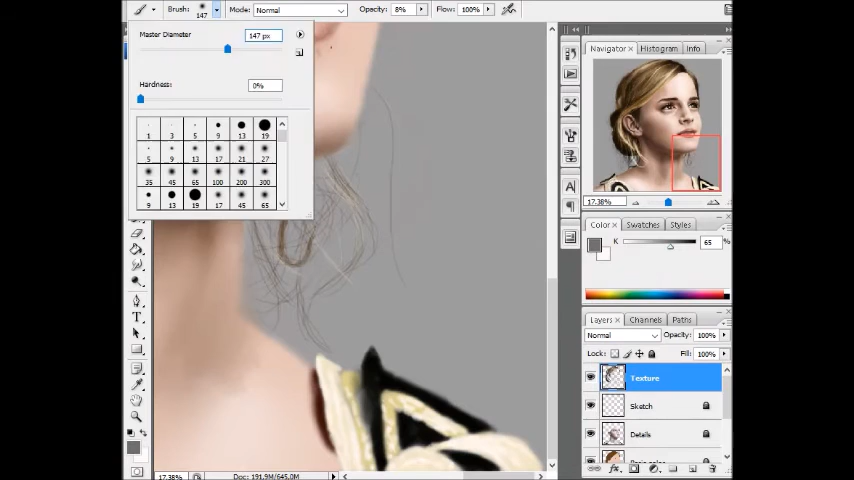 Brush: 147 Mode: Normal Opacity: 8% Flow: 100%
Master Diameter 147 px
Hardness: 0%
1 3 5 9 13 19
5 9 13 17 21 27
35 45 65 100 200 300
9 13 19 17 45 65
Navigator x Histogram Info
17.38%
Color x Swatches Styles
K 65 %
Layers x Channels Paths
Normal Opacity: 100%
Lock: Fill: 100%
Texture
Sketch
Details
17.38% Doc: 191.9M/645.0M